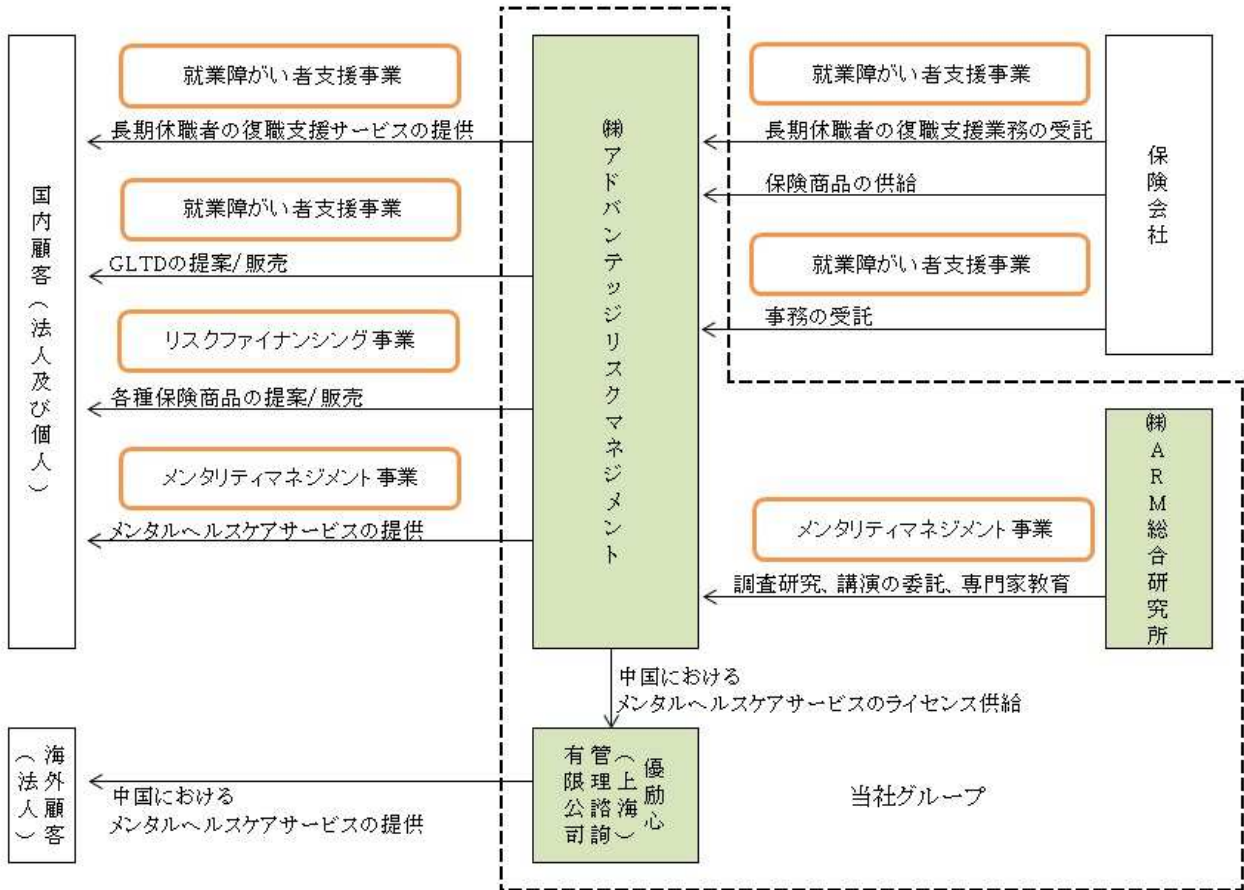 国内顧客（法人及び個人）
就業障がい者支援事業
長期休職者の復職支援サービスの提供
就業障がい者支援事業
GLTDの提案/販売
リスクファイナンシング事業
各種保険商品の提案/販売
メンタリティマネジメント事業
メンタルヘルスケアサービスの提供
㈱アドバンテッジリスクマネジメント
就業障がい者支援事業
長期休職者の復職支援業務の受託
保険商品の供給
就業障がい者支援事業
事務の受託
保険会社
メンタリティマネジメント事業
調査研究、講演の委託、専門家教育
㈱ARM総合研究所
中国における
メンタルヘルスケアサービスのライセンス供給
海外顧客
（法人）
中国における
メンタルヘルスケアサービスの提供
優励心
（上海）
管理諮詢
有限公司
当社グループ